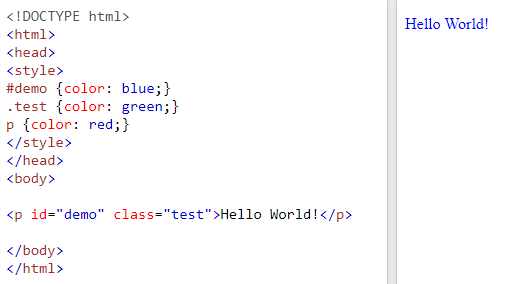 <!DOCTYPE html>
<html>
<head>
<style>
#demo {color: blue;}
.test {color: green;}
p {color: red;}
</style>
</head>
<body>

<p id="demo" class="test">Hello World!</p>

</body>
</html>
Hello World!